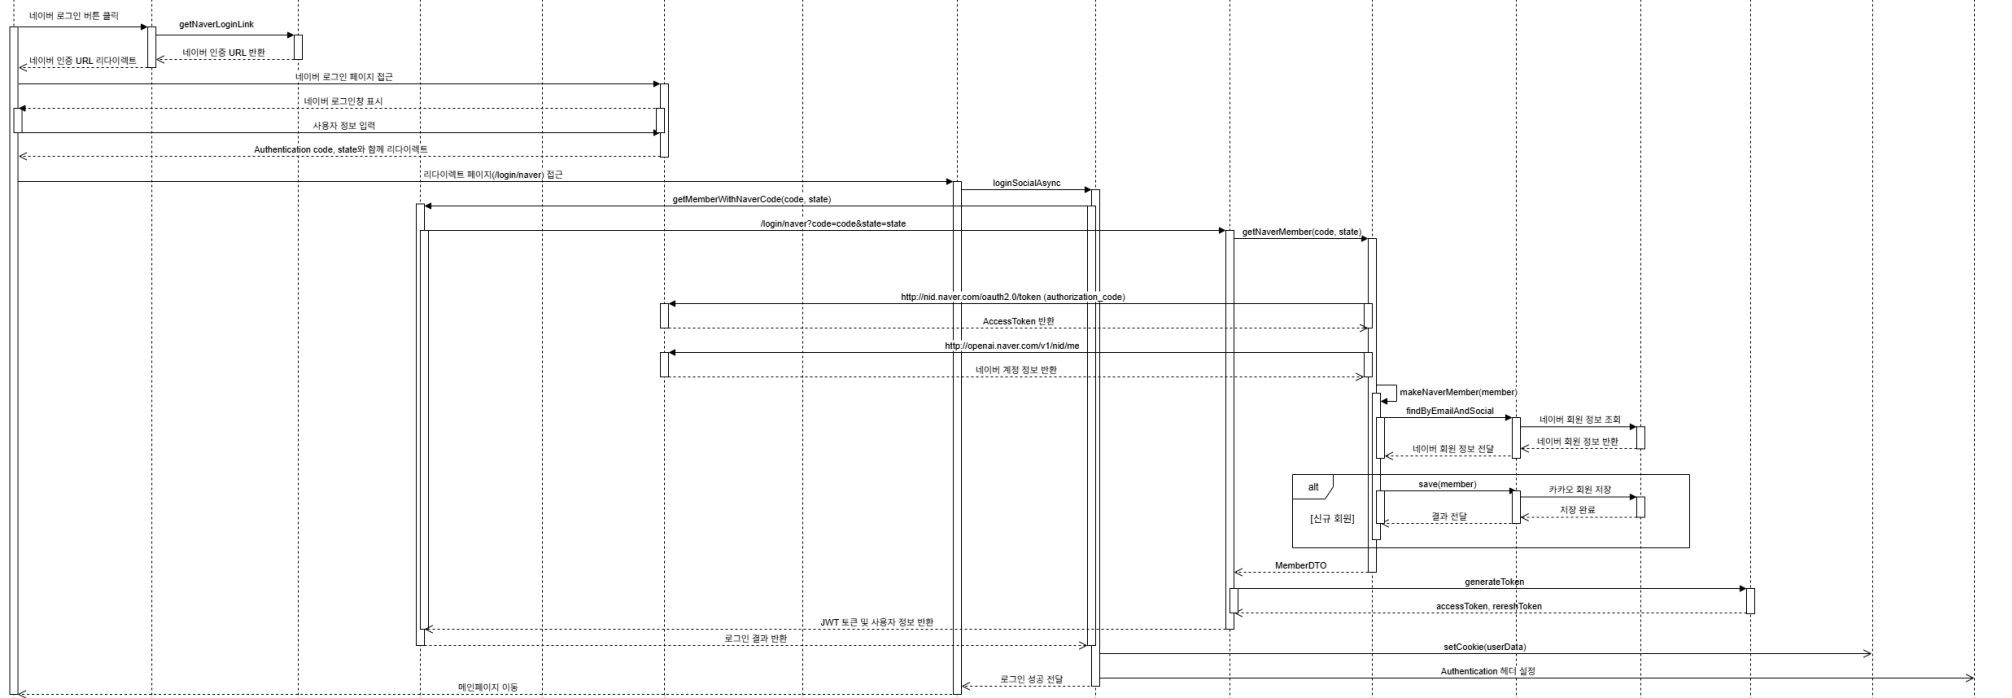 네이버 로그인 버튼 클릭
getNaverLoginLink
네이버 인증 URL 반환
네이버 인증 URL 리다이렉트
네이버 로그인 페이지 접근
네이버 로그인창 표시
사용자 정보 입력
Authentication code, state와 함께 리다이렉트
리다이렉트 페이지(/login/naver) 접근
loginSocialAsync
getMemberWithNaverCode(code, state)
/login/naver?code=code&state=state
getNaverMember(code, state)
http://nid.naver.com/oauth2.0/token (authorization_code)
AccessToken 반환
http://openai.naver.com/v1/nid/me
네이버 계정 정보 반환
makeNaverMember(member)
findByEmailAndSocial
네이버 회원 정보 조회
네이버 회원 정보 반환
네이버 회원 정보 전달
alt
save(member)
카카오 회원 저장
저장 완료
결과 전달
[신규 회원]
MemberDTO
generateToken
accessToken, rereshToken
JWT 토큰 및 사용자 정보 반환
로그인 결과 반환
setCookie(userData)
Authentication 헤더 설정
로그인 성공 전달
메인페이지 이동